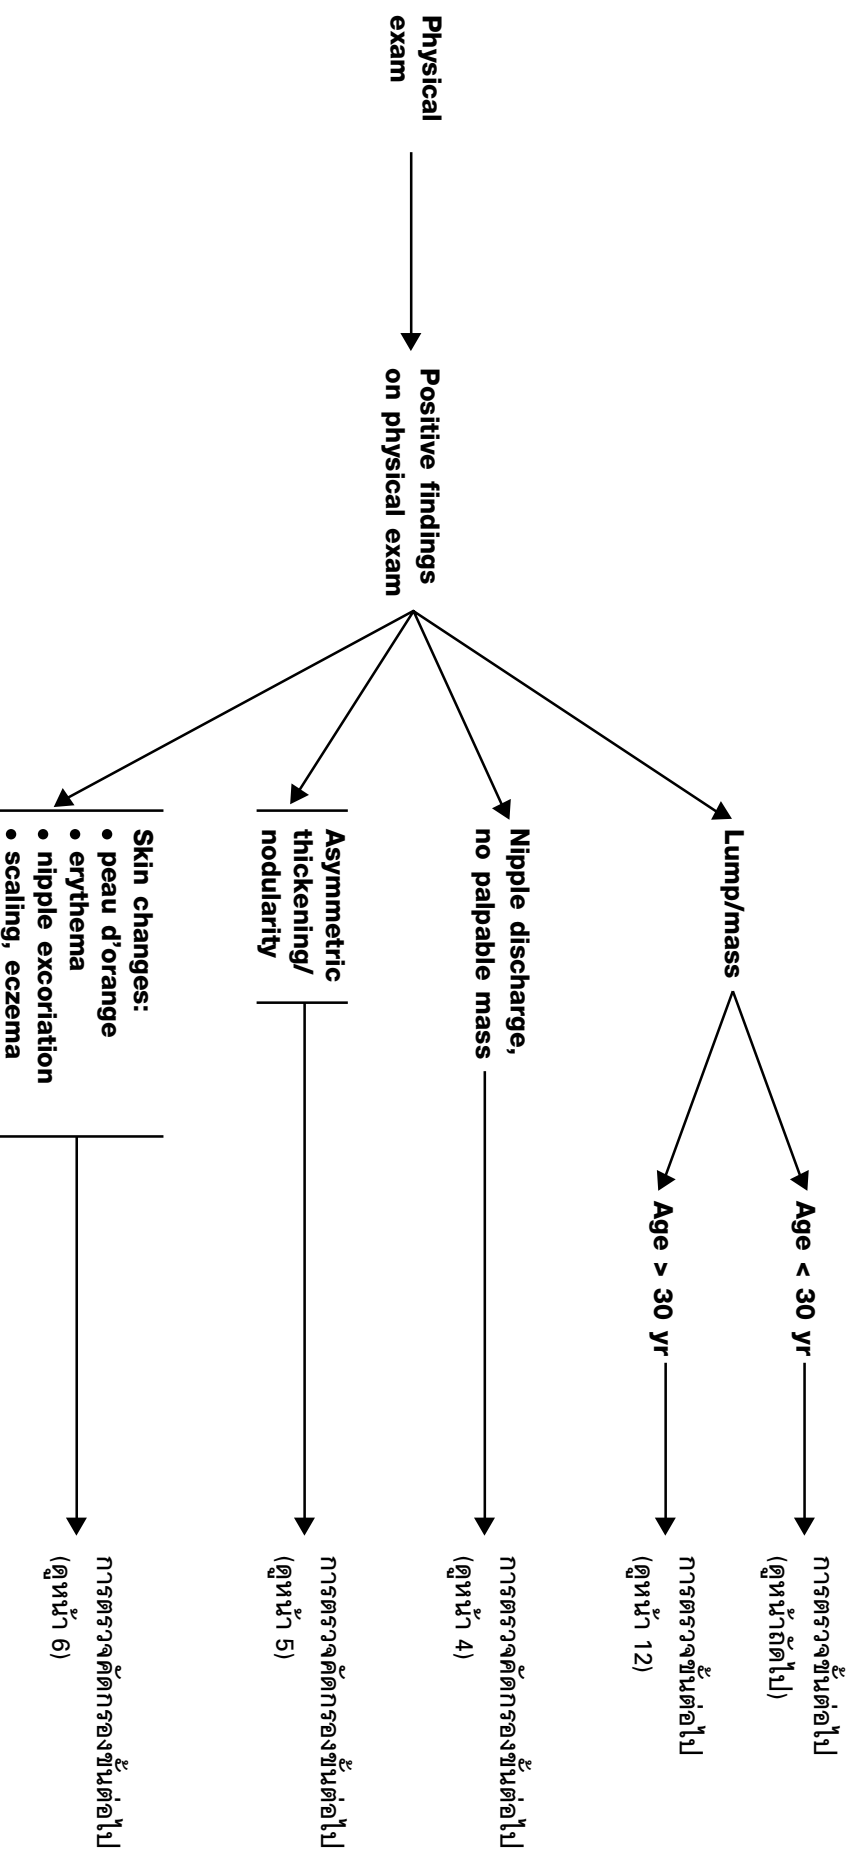 Physical
exam
Positive findings
on physical exam
Lump/mass
Age < 30 yr
การตรวจขั้นต่อไป
(ดูหน้าถัดไป)
Age > 30 yr
การตรวจขั้นต่อไป
(ดูหน้า 12)
Nipple discharge,
no palpable mass
การตรวจคัดกรองขั้นต่อไป
(ดูหน้า 4)
Asymmetric
thickening/
nodularity
การตรวจคัดกรองขั้นต่อไป
(ดูหน้า 5)
Skin changes:
• peau d'orange
• erythema
• nipple excoriation
• scaling, eczema
การตรวจคัดกรองขั้นต่อไป
(ดูหน้า 6)